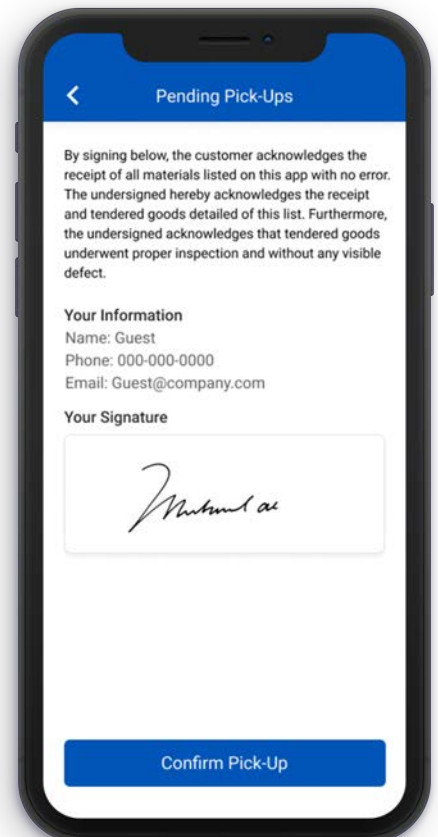 Pending Pick-Ups
By signing below, the customer acknowledges the
receipt of all materials listed on this app with no error.
The undersigned hereby acknowledges the receipt
and tendered goods detailed of this list. Furthermore,
the undersigned acknowledges that tendered goods
underwent proper inspection and without any visible
defect.
Your Information
Name: Guest
Phone: 000-000-0000
Email: Guest@company.com
Your Signature
Confirm Pick-Up